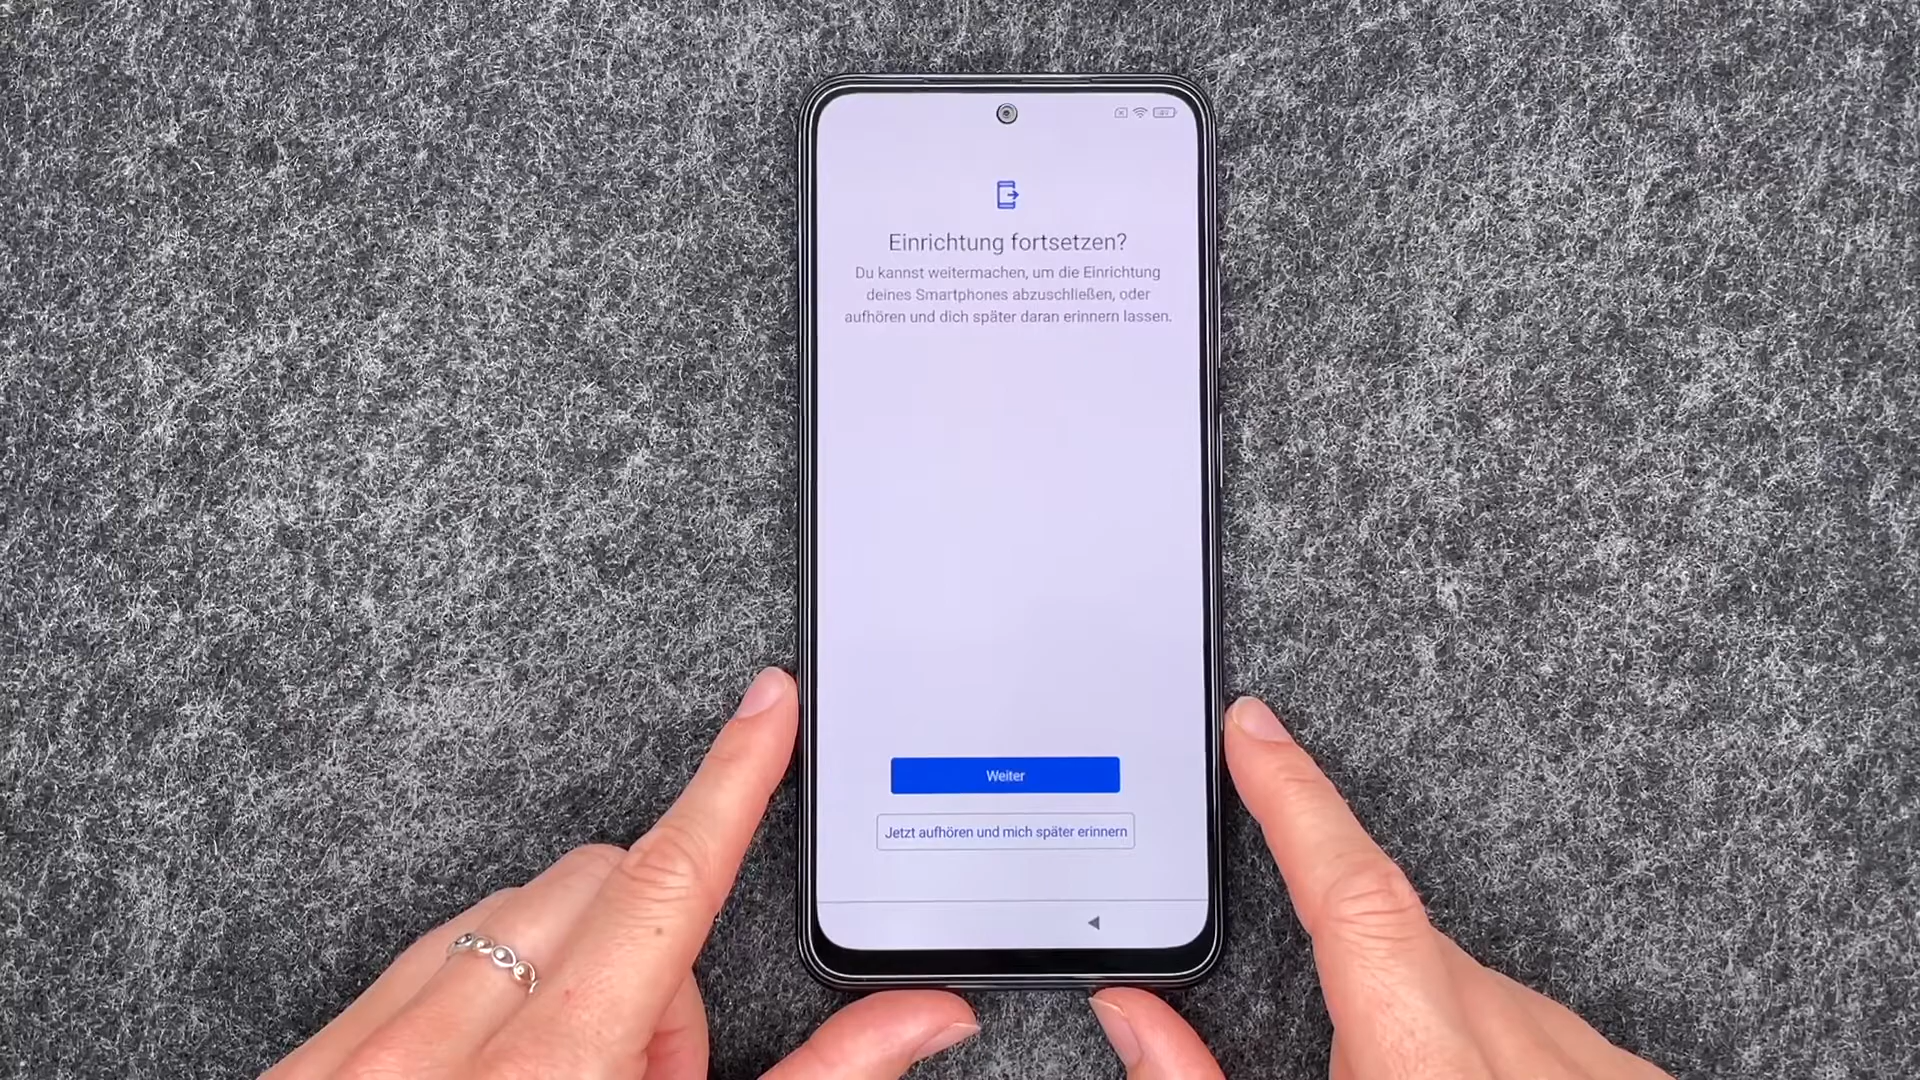 Einrichtung fortsetzen?
Du kannst weitermachen, um die Einrichtung
deines Smartphones abzuschließen, oder
aufhören und dich später daran erinnern lassen.
Weiter
Jetzt aufhören und mich später erinnern